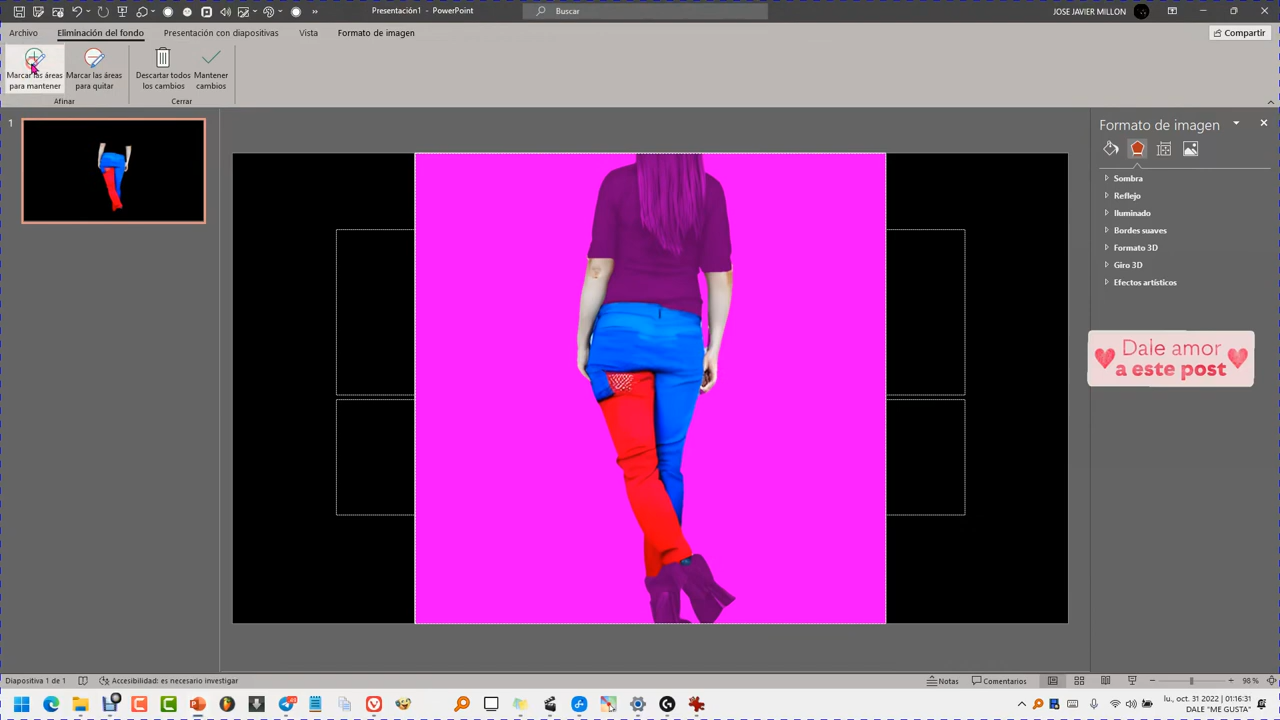 Presentación1 - PowerPoint
Buscar
JOSE JAVIER MILLON
Archivo
Eliminación del fondo
Presentación con diapositivas
Vista
Formato de imagen
Compartir
Marcar las áreas
para mantener
Marcar las áreas
para quitar
Descartar todos
los cambios
Mantener
cambios
Afinar
Cerrar
1
Formato de imagen
Sombra
Reflejo
Iluminado
Bordes suaves
Formato 3D
Giro 3D
Efectos artísticos
Dale amor
a este post
Diapositiva 1 de 1
Accesibilidad: es necesario investigar
Notas
Comentarios
98 %
lu., oct. 31 2022 | 01:16:31
DALE "ME GUSTA"